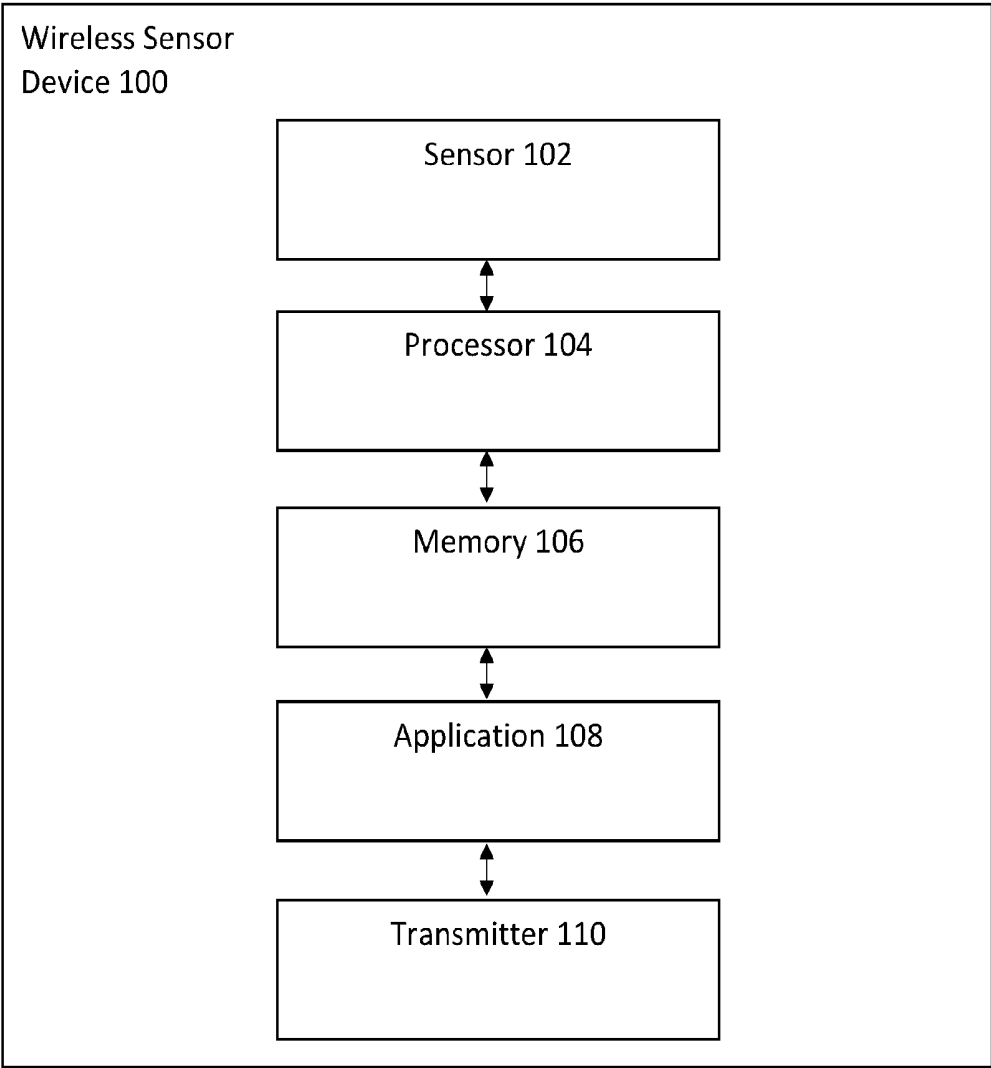 Wireless Sensor
Device 100
Sensor 102
Processor 104
Memory 106
Application 108
Transmitter 110